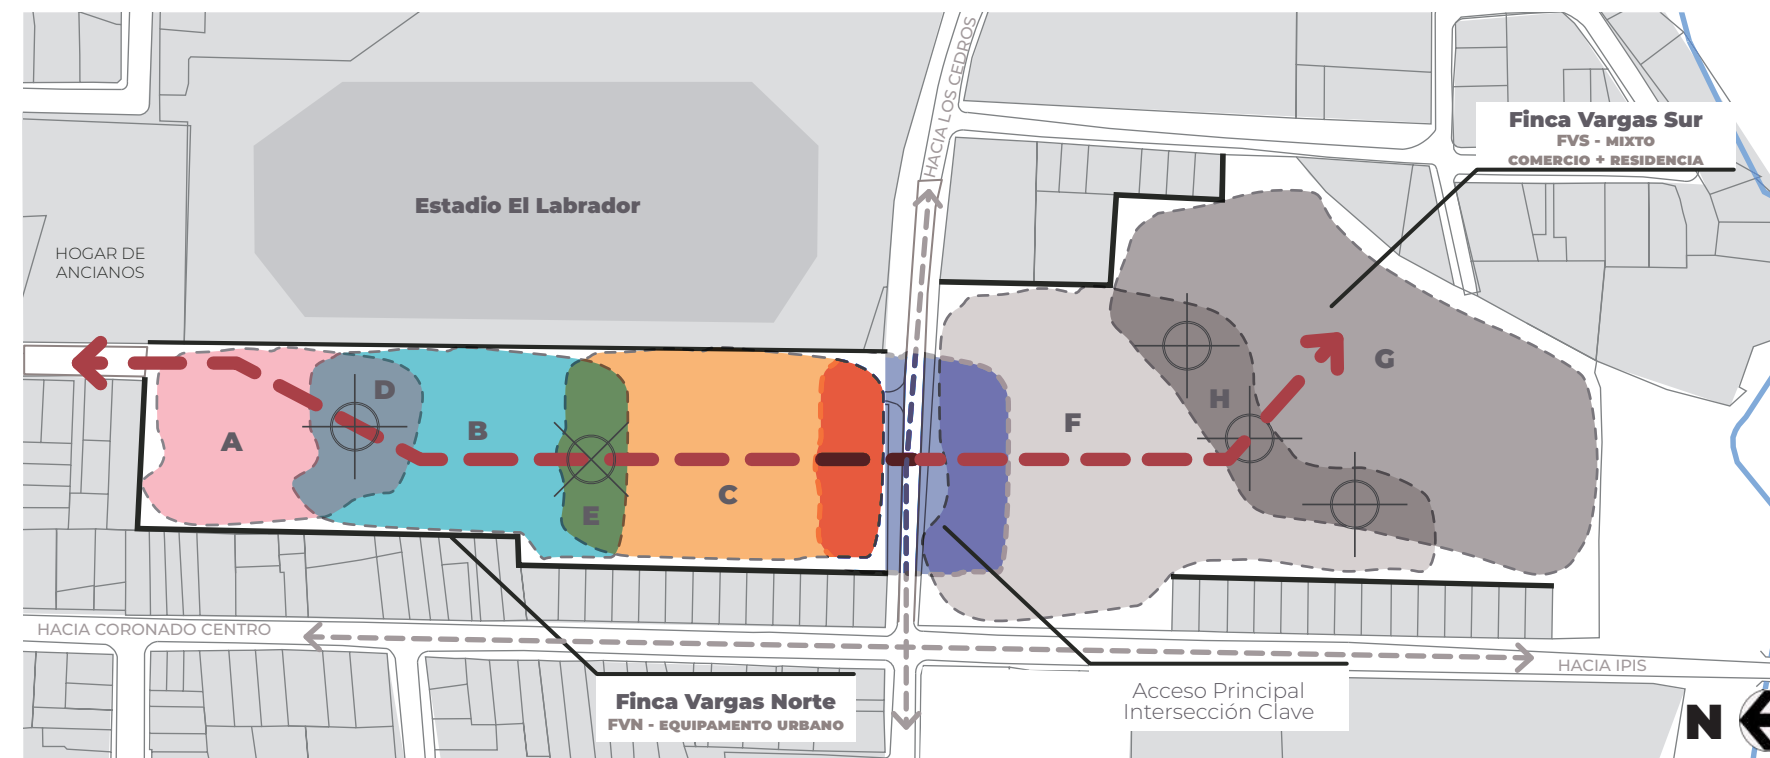 HACIA LOS CEDROS
Finca Vargas Sur
FVS - MIXTO
COMERCIO + RESIDENCIA
Estadio El Labrador
HOGAR DE
ANCIANOS
G
D
H
B
F
A
C
E
HACIA CORONADO CENTRO
HACIA IPIS
Finca Vargas Norte
FVN - EQUIPAMENTO URBANO
Acceso Principal
Intersección Clave
N